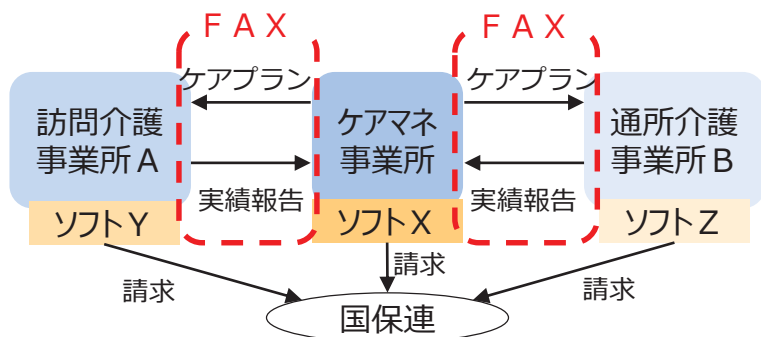 ＦＡＸ
ＦＡＸ
ケアプラン
ケアプラン
訪問介護
事業所Ａ
ケアマネ
事業所
通所介護
事業所Ｂ
実績報告
実績報告
ソフトＹ
ソフトＸ
ソフトＺ
請求
請求
請求
国保連